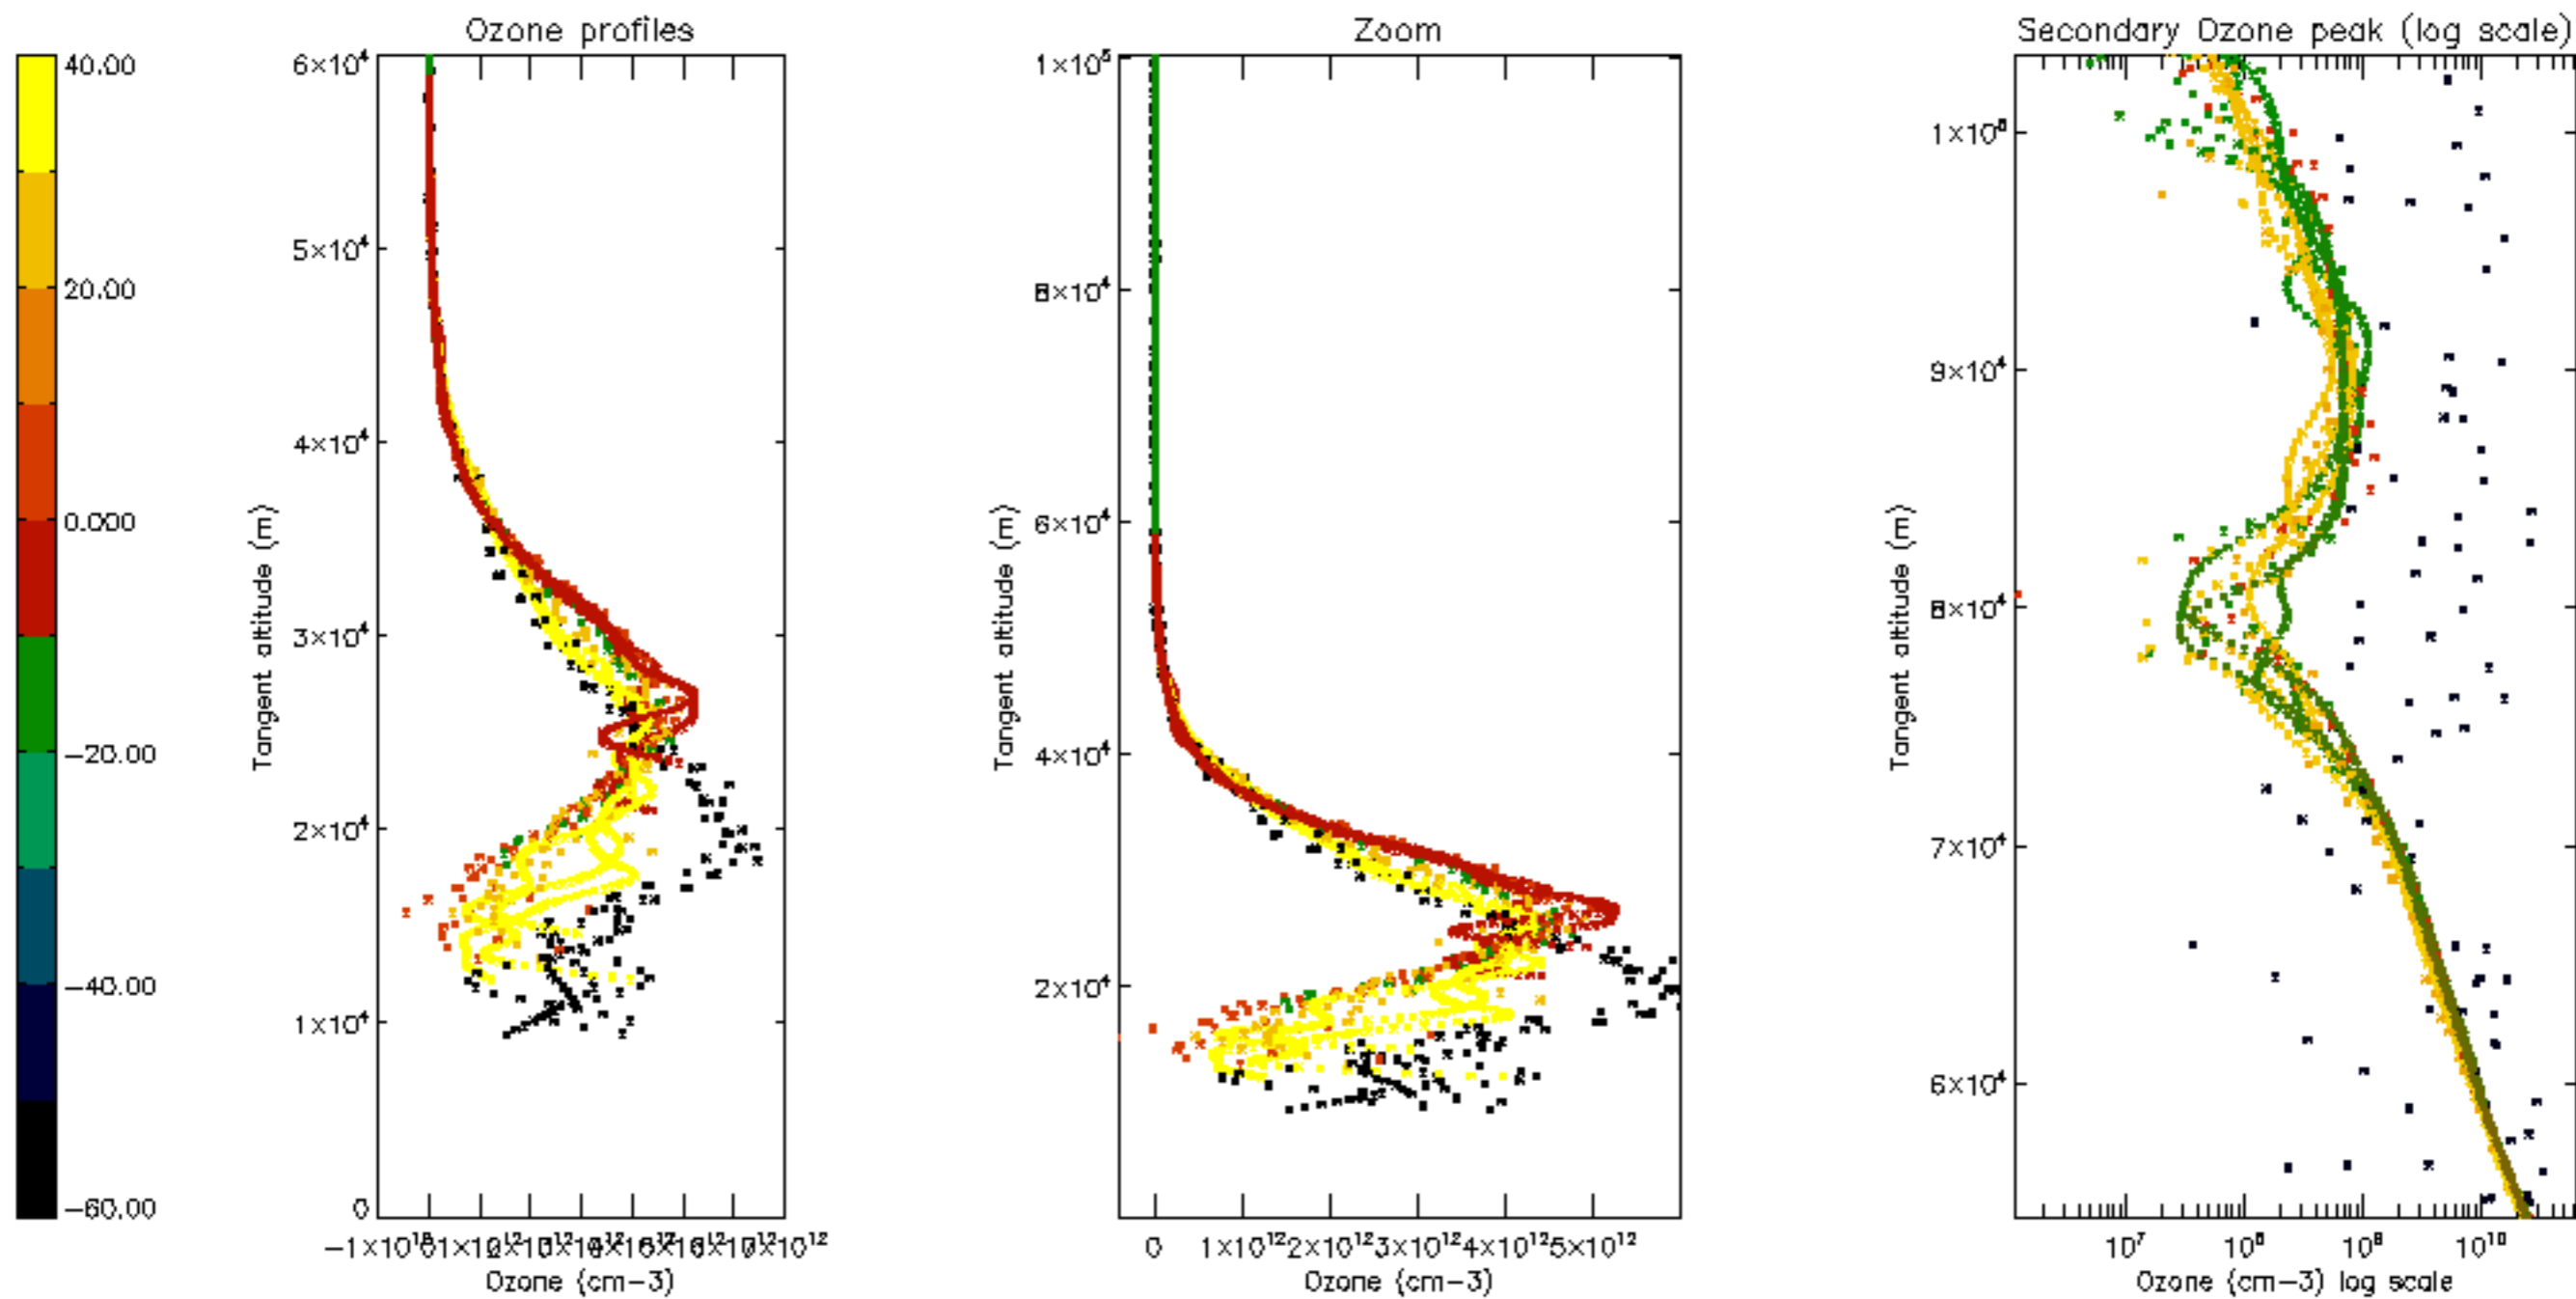 Ozone profiles
Zoom
Secondary Ozone peak (log scale)
40.00
20.00
0.000
−20.00
−40.00
−60.00
6×10⁴
5×10⁴
4×10⁴
3×10⁴
2×10⁴
1×10⁴
0
Tangent altitude (m)
Ozone (cm−3)
1×10⁵
8×10⁴
6×10⁴
4×10⁴
2×10⁴
Tangent altitude (m)
0 1×10¹² 2×10¹² 3×10¹² 4×10¹² 5×10¹²
Ozone (cm−3)
9×10⁴
8×10⁴
7×10⁴
6×10⁴
Tangent altitude (m)
10⁷ 10⁸ 10⁹ 10¹⁰
Ozone (cm−3) log scale